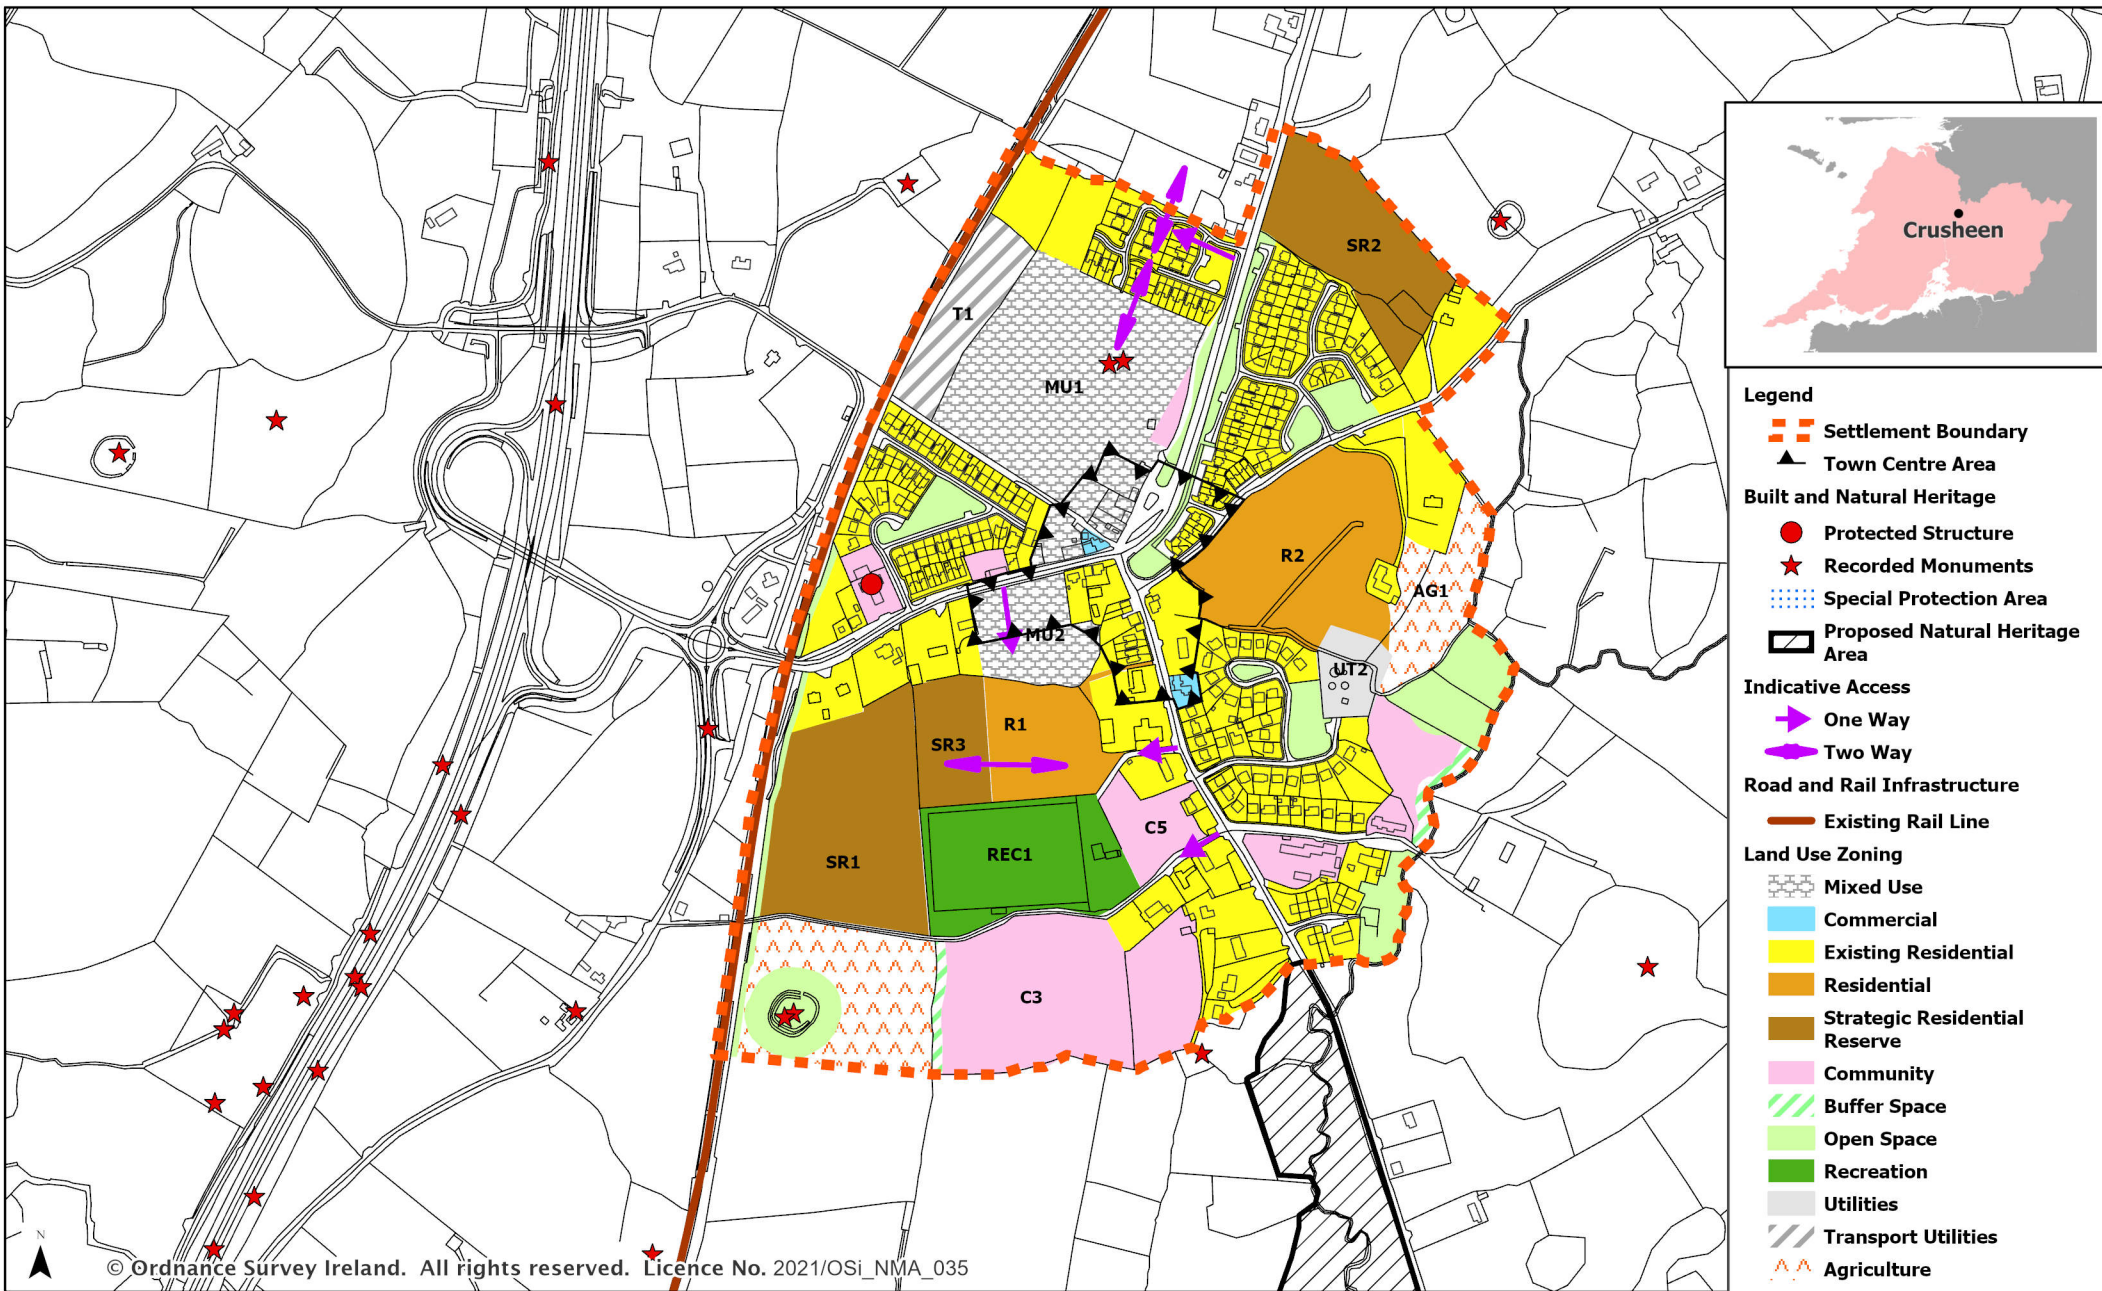 SR2
T1
MU1
R2
AG1
MU2
UT2
R1
SR3
C5
REC1
SR1
C3
N
© Ordnance Survey Ireland. All rights reserved. Licence No. 2021/OSi_NMA_035
Crusheen
Legend
Settlement Boundary
Town Centre Area
Built and Natural Heritage
Protected Structure
Recorded Monuments
Special Protection Area
Proposed Natural Heritage
Area
Indicative Access
One Way
Two Way
Road and Rail Infrastructure
Existing Rail Line
Land Use Zoning
Mixed Use
Commercial
Existing Residential
Residential
Strategic Residential
Reserve
Community
Buffer Space
Open Space
Recreation
Utilities
Transport Utilities
Agriculture